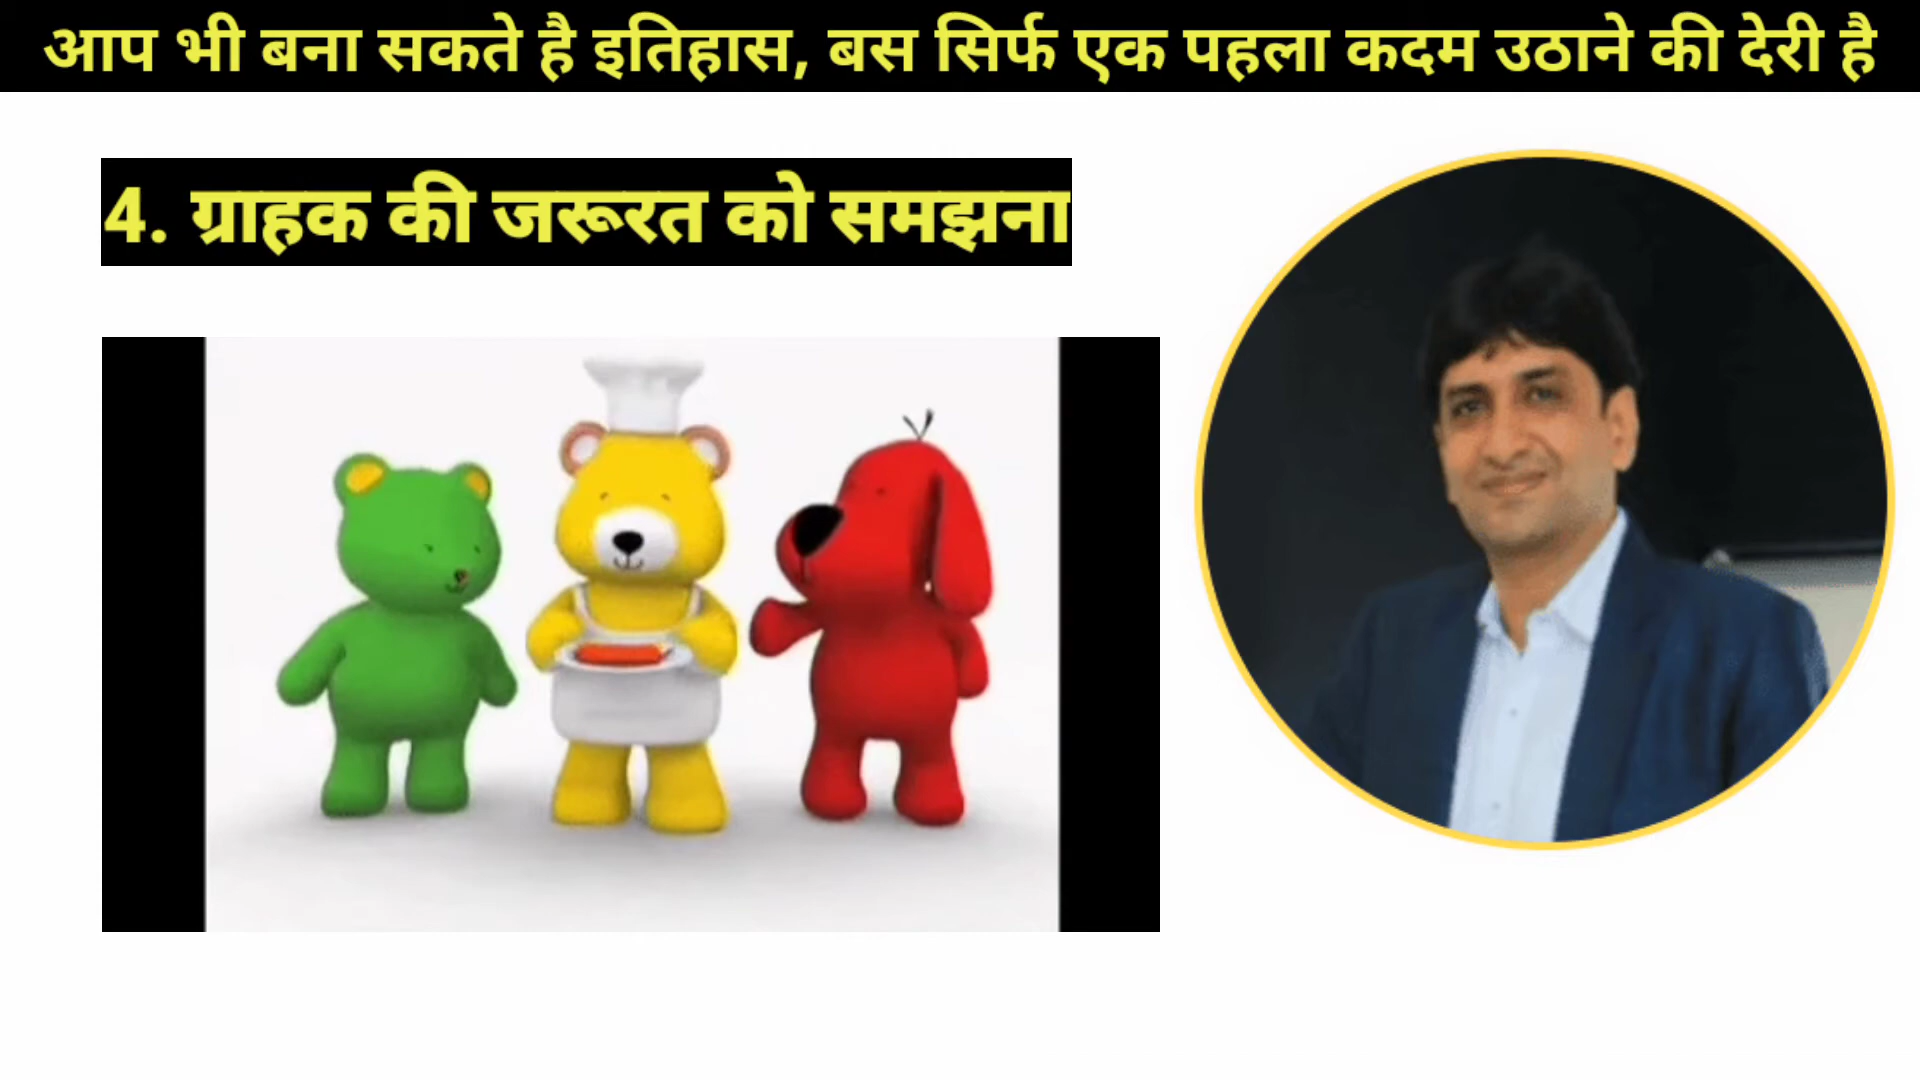 आप भी बना सकते है इतिहास, बस सिर्फ एक पहला कदम उठाने की देरी है
4. ग्राहक की जरूरत को समझना